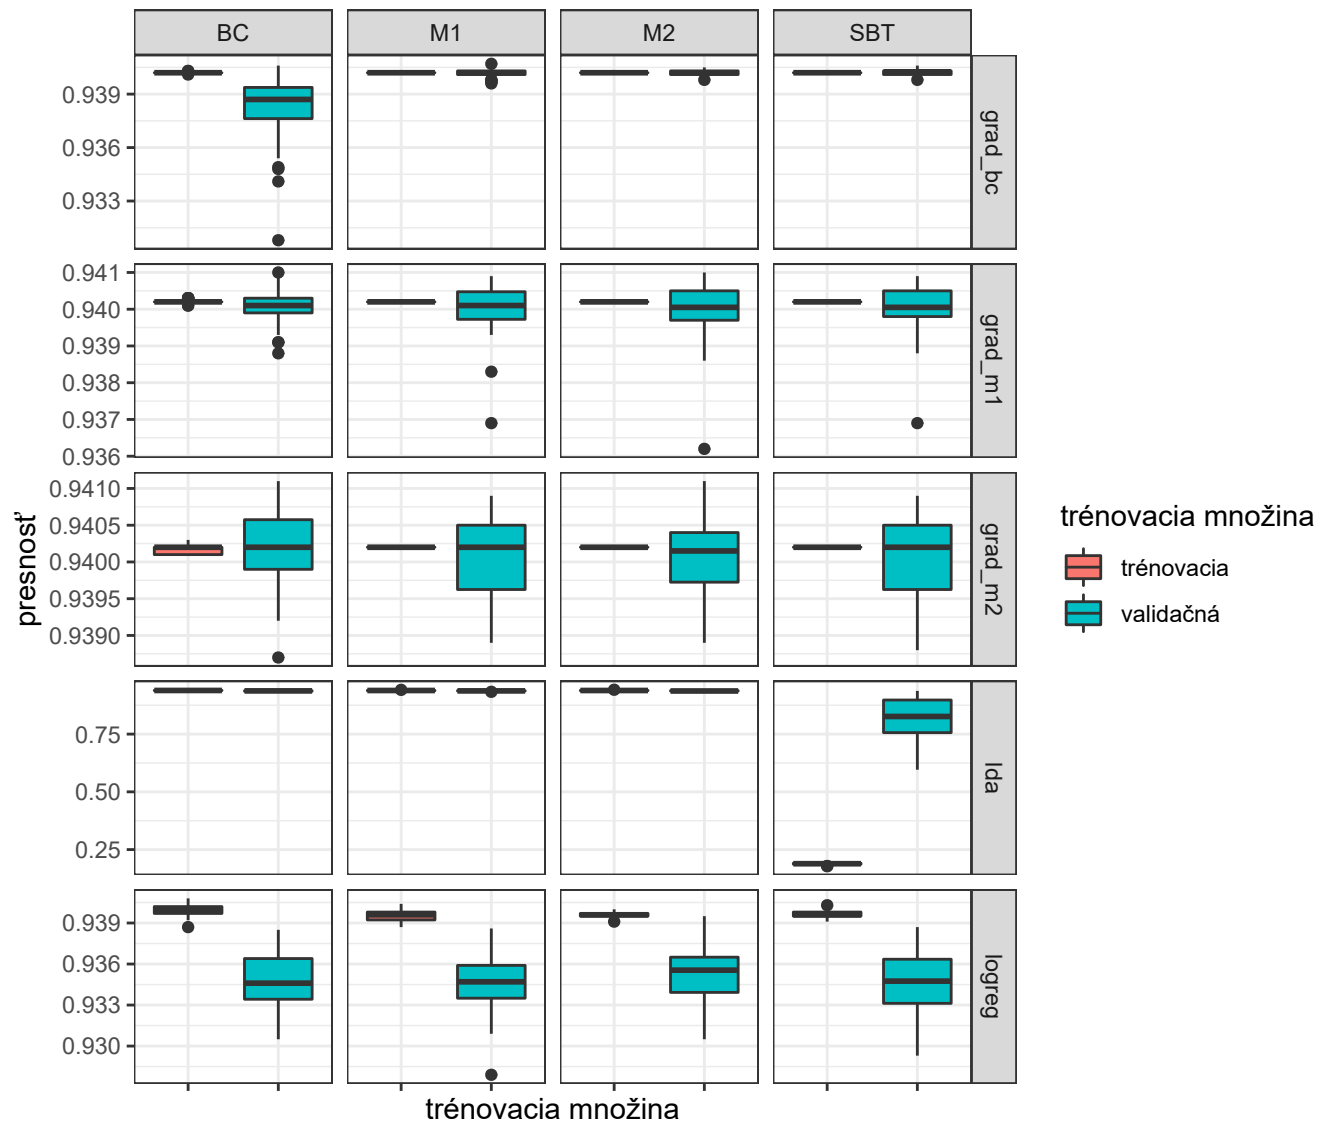 BC M1 M2 SBT
0.939
0.936
0.933
grad_bc
0.941
0.940
0.939
0.938
0.937
0.936
grad_m1
0.9410
0.9405
0.9400
0.9395
0.9390
grad_m2
0.75
0.50
0.25
lda
0.939
0.936
0.933
0.930
logreg
presnosť
trénovacia množina
trénovacia množina
trénovacia
validačná